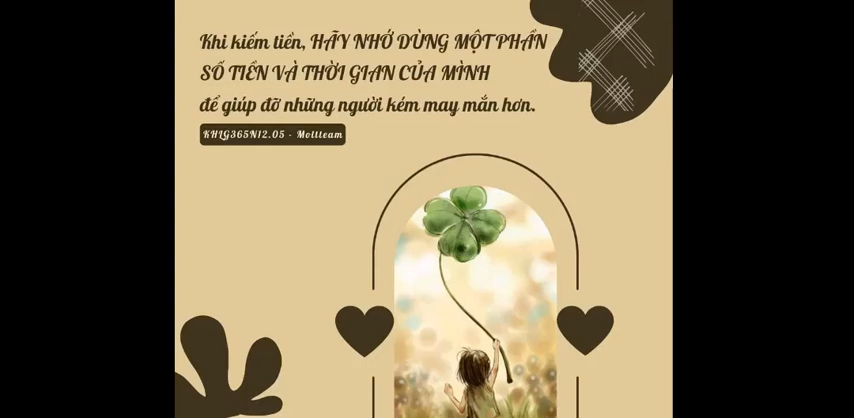 Khi kiếm tiền, HÃY NHỚ DÙNG MỘT PHẦN
SỐ TIỀN VÀ THỜI GIAN CỦA MÌNH
để giúp đỡ những người kém may mắn hơn.
KHLG365N12.05 - Moltteam